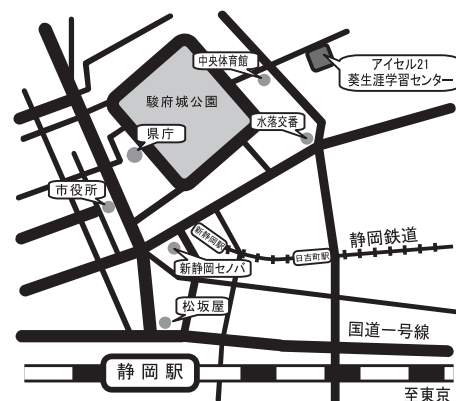 中央体育館
アイセル21
葵生涯学習センター
駿府城公園
水落交番
県庁
市役所
新静岡駅
静岡鉄道
日吉町駅
新静岡セノバ
松坂屋
国道一号線
静岡駅
至東京